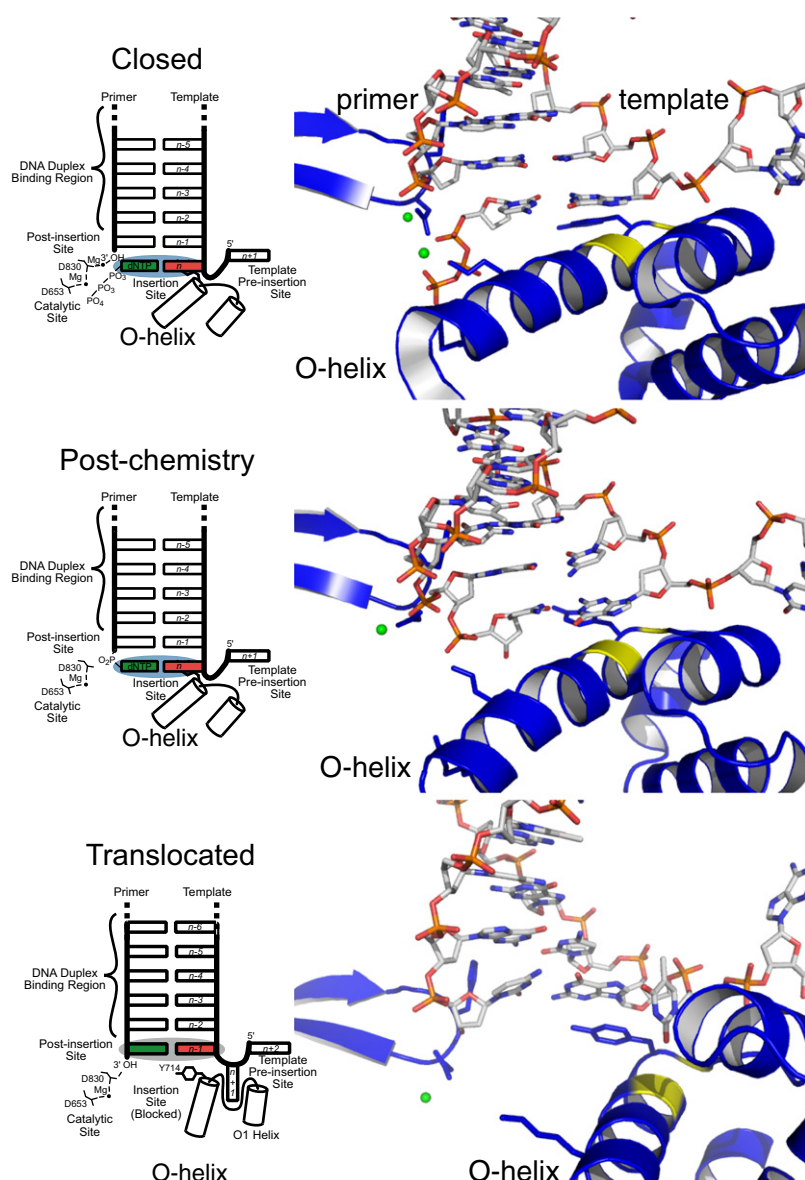 Closed
Primer
Template
n-5
DNA Duplex
Binding Region
n-4
n-3
n-2
Post-insertion
Site
n-1
5'
Mg
3' OH
D830
Mg
dNTP
n
n+1
PO3
Insertion
Site
Template
Pre-insertion
Site
D653
PO3
PO4
Catalytic
Site
O-helix
primer
template
O-helix
Post-chemistry
Primer
Template
n-5
DNA Duplex
Binding Region
n-4
n-3
n-2
Post-insertion
Site
n-1
5'
O2P
D830
Mg
dNTP
n
n+1
Insertion
Site
Template
Pre-insertion
Site
D653
Catalytic
Site
O-helix
O-helix
Translocated
Primer
Template
n-6
DNA Duplex
Binding Region
n-5
n-4
n-3
n-2
Post-insertion
Site
n-1
5'
n+2
3' OH
Y714
Template
Pre-insertion
Site
D830
Mg
D653
Insertion
Site
(Blocked)
n+1
Catalytic
Site
O1 Helix
O-helix
O-helix